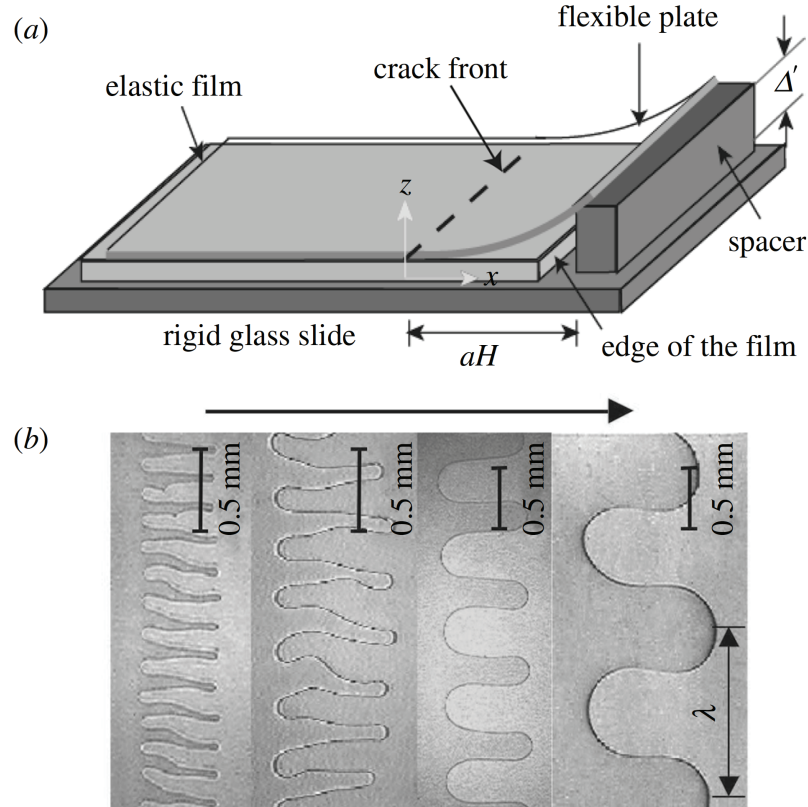 (a)
flexible plate
crack front
elastic film
Δ′
z
x
spacer
rigid glass slide
aH
edge of the film
(b)
0.5 mm
0.5 mm
0.5 mm
0.5 mm
λ